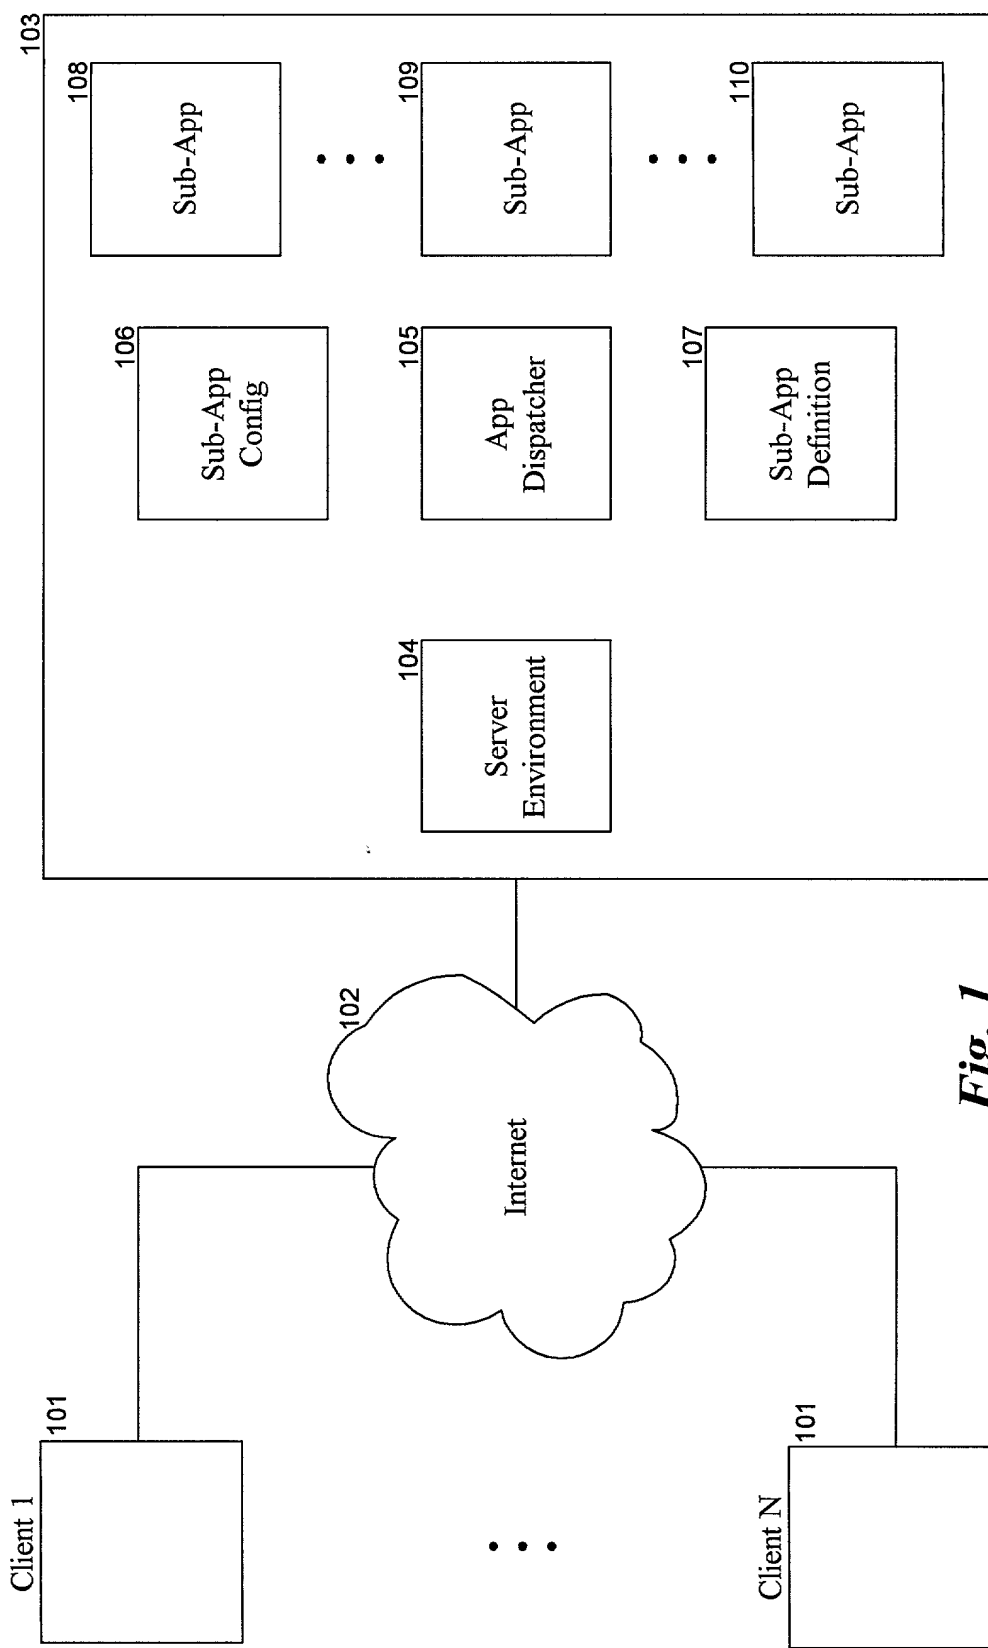 Client 1
101
Client N
101
102
Internet
103
104
Server
Environment
106
Sub-App
Config
105
App
Dispatcher
107
Sub-App
Definition
108
Sub-App
109
Sub-App
110
Sub-App
Fig. 1